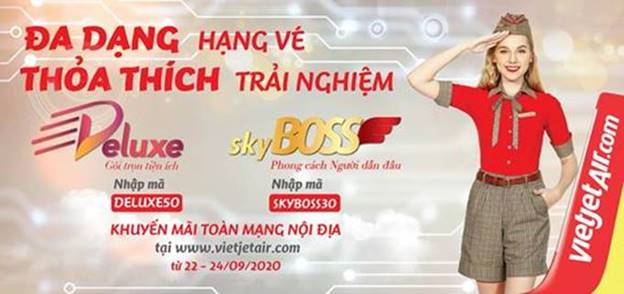 ĐA DẠNG HẠNG VÉ
THỎA THÍCH TRẢI NGHIỆM
Deluxe
Gói trọn tiện ích
Nhập mã
DELUXE50
skyBOSS
Phong cách Người dẫn đầu
Nhập mã
SKYBOSS30
KHUYẾN MÃI TOÀN MẠNG NỘI ĐỊA
tại www.vietjetair.com
từ 22 - 24/09/2020
vietjetAir.com